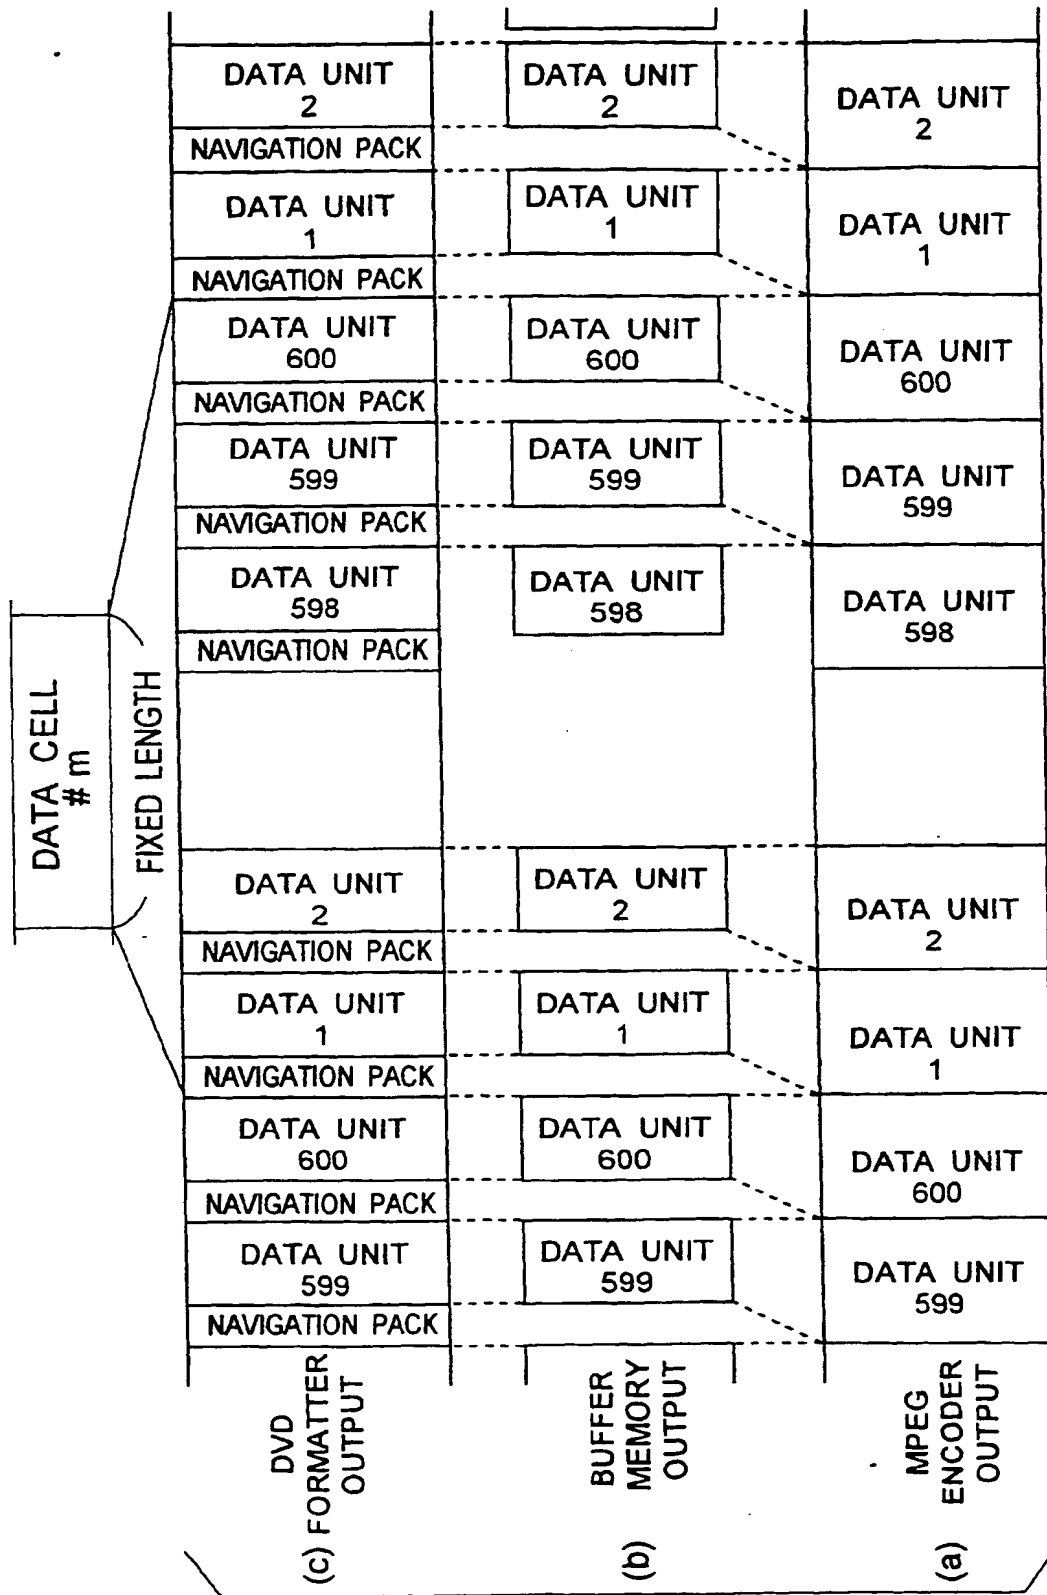 DATA CELL
# m
FIXED LENGTH
DATA UNIT
2
NAVIGATION PACK
DATA UNIT
1
NAVIGATION PACK
DATA UNIT
600
NAVIGATION PACK
DATA UNIT
599
NAVIGATION PACK
DATA UNIT
598
NAVIGATION PACK
DATA UNIT
2
NAVIGATION PACK
DATA UNIT
1
NAVIGATION PACK
DATA UNIT
600
NAVIGATION PACK
DATA UNIT
599
NAVIGATION PACK
DVD
(c) FORMATTER
OUTPUT
DATA UNIT
2
DATA UNIT
1
DATA UNIT
600
DATA UNIT
599
DATA UNIT
598
DATA UNIT
2
DATA UNIT
1
DATA UNIT
600
DATA UNIT
599
BUFFER
(b) MEMORY
OUTPUT
DATA UNIT
2
DATA UNIT
1
DATA UNIT
600
DATA UNIT
599
DATA UNIT
598
DATA UNIT
2
DATA UNIT
1
DATA UNIT
600
DATA UNIT
599
MPEG
(a) ENCODER
OUTPUT